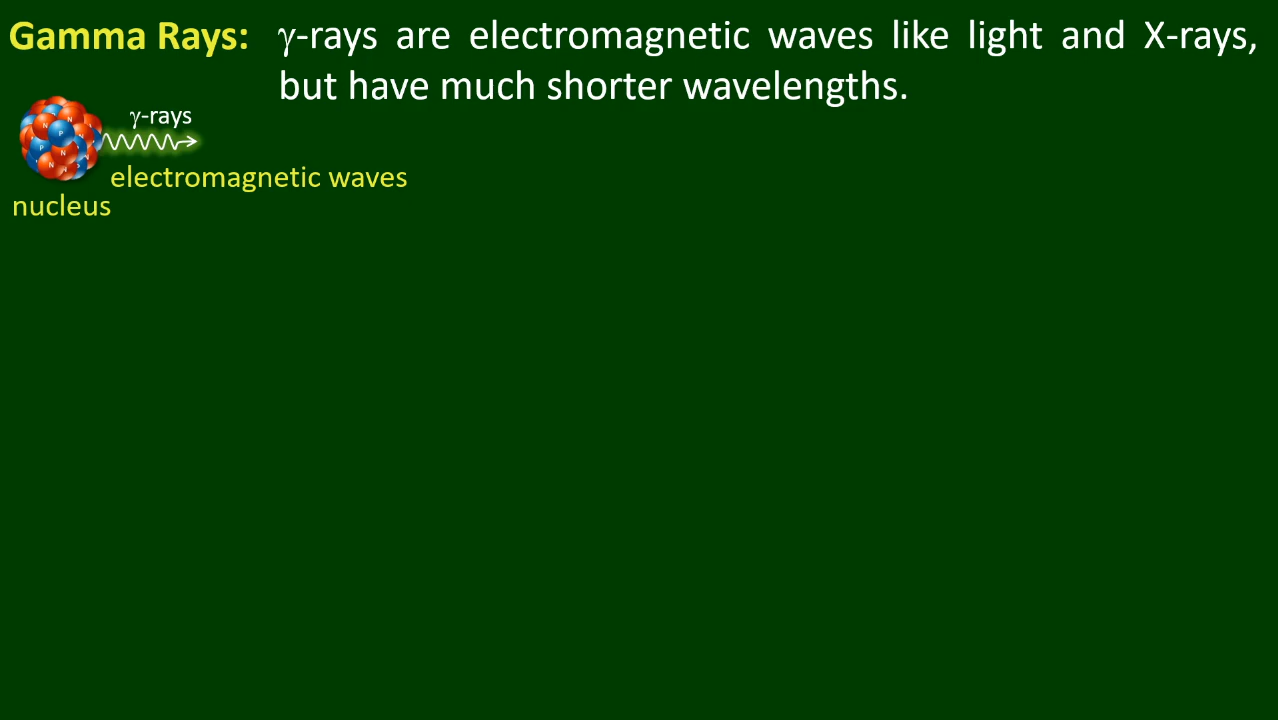 Gamma Rays: γ-rays are electromagnetic waves like light and X-rays,
but have much shorter wavelengths.
γ-rays
electromagnetic waves
nucleus